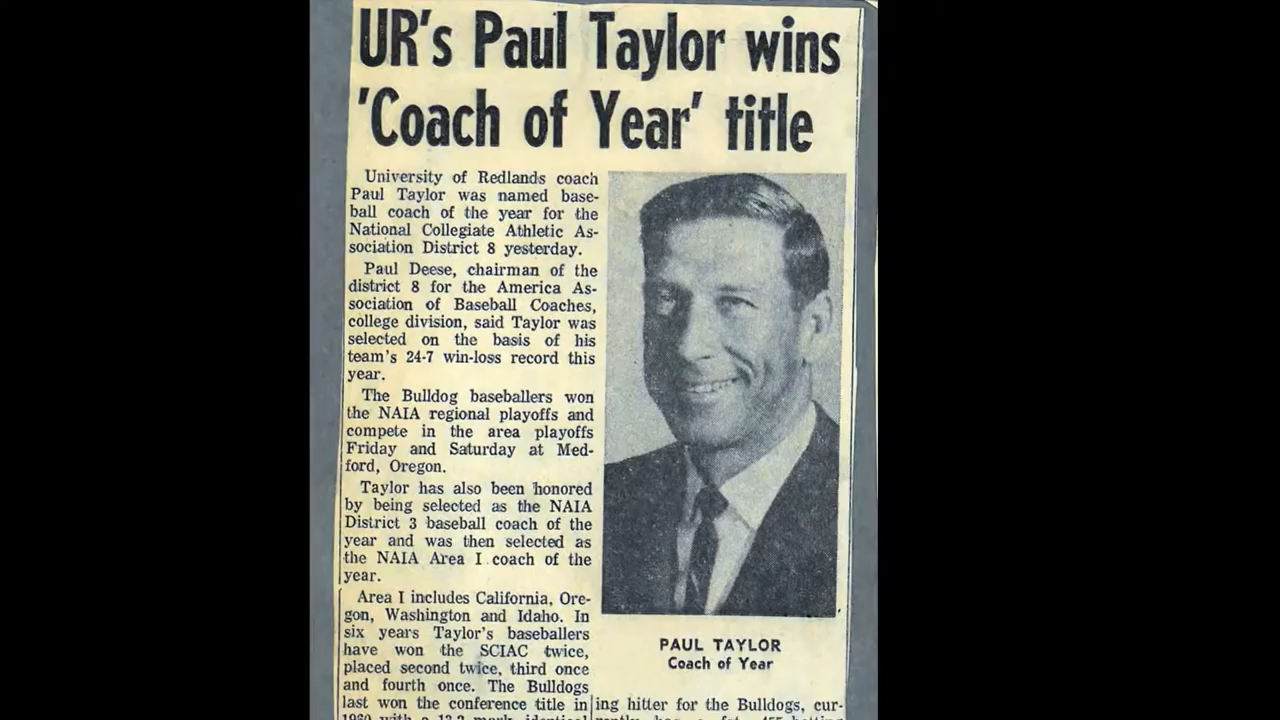 UR's Paul Taylor wins
'Coach of Year' title
University of Redlands coach
Paul Taylor was named base-
ball coach of the year for the
National Collegiate Athletic As-
sociation District 8 yesterday.
Paul Deese, chairman of the
district 8 for the America As-
sociation of Baseball Coaches,
college division, said Taylor was
selected on the basis of his
team's 24-7 win-loss record this
year.
The Bulldog baseballers won
the NAIA regional playoffs and
compete in the area playoffs
Friday and Saturday at Med-
ford, Oregon.
Taylor has also been honored
by being selected as the NAIA
District 3 baseball coach of the
year and was then selected as
the NAIA Area I coach of the
year.
Area I includes California, Ore-
gon, Washington and Idaho. In
six years Taylor's baseballers
have won the SCIAC twice,
placed second twice, third once
and fourth once. The Bulldogs
last won the conference title in
PAUL TAYLOR
Coach of Year
ing hitter for the Bulldogs, cur-